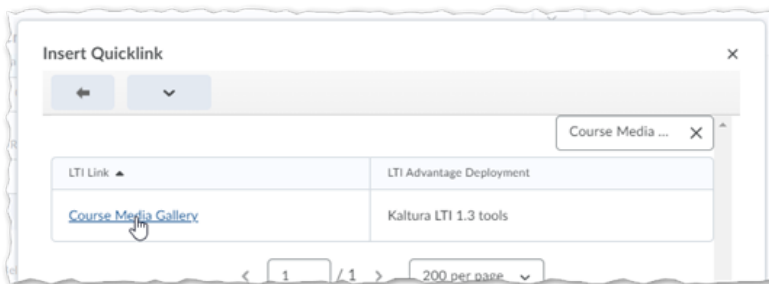 Insert Quicklink
Course Media ...
LTI Link LTI Advantage Deployment
Course Media Gallery Kaltura LTI 1.3 tools
1 / 1 200 per page